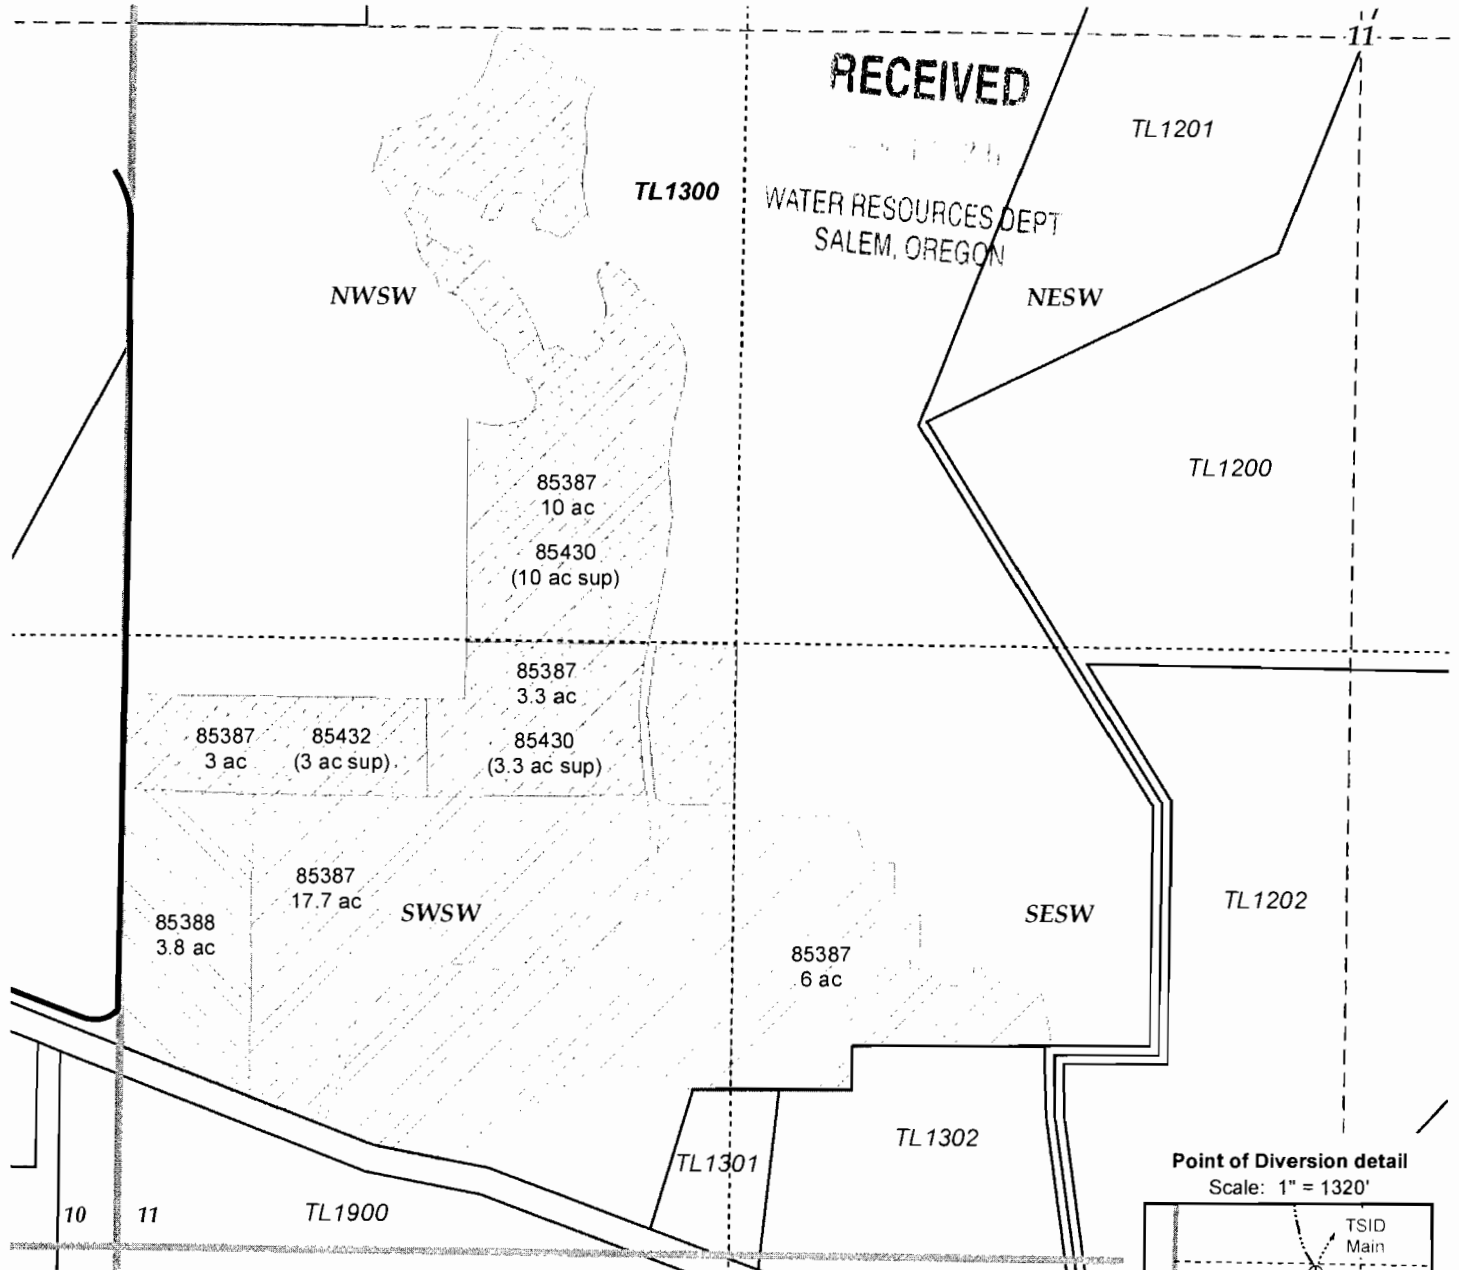 11
RECEIVED
TL1201
TL1300
WATER RESOURCES DEPT
SALEM, OREGON
NWSW
NESW
TL1200
85387
10 ac
85430
(10 ac sup)
85387
3.3 ac
85430
(3.3 ac sup)
85387
3 ac
85432
(3 ac sup)
85387
17.7 ac
SWSW
85388
3.8 ac
85387
6 ac
SESW
TL1202
TL1301
TL1302
Point of Diversion detail
Scale: 1" = 1320'
10
11
TL1900
TSID
Main